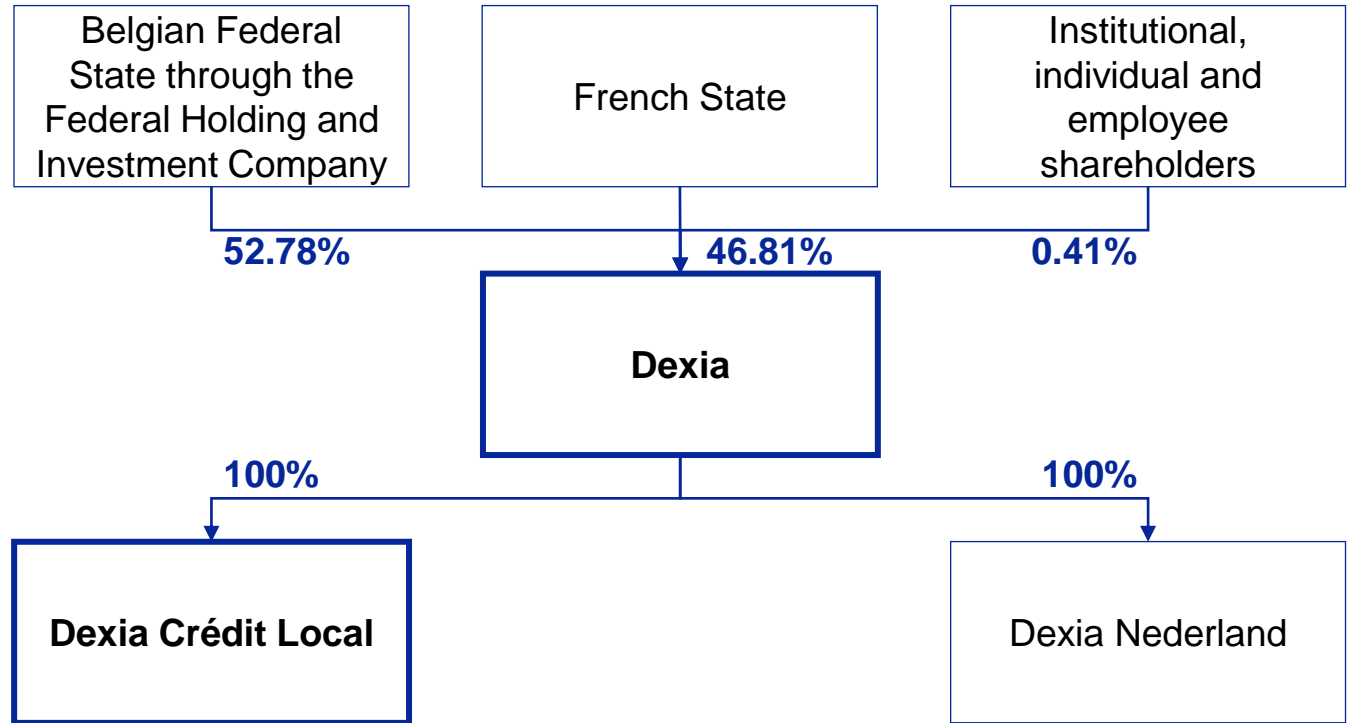 Belgian Federal
State through the
Federal Holding and
Investment Company
French State
Institutional,
individual and
employee
shareholders
52.78%
46.81%
0.41%
Dexia
100%
100%
Dexia Crédit Local
Dexia Nederland